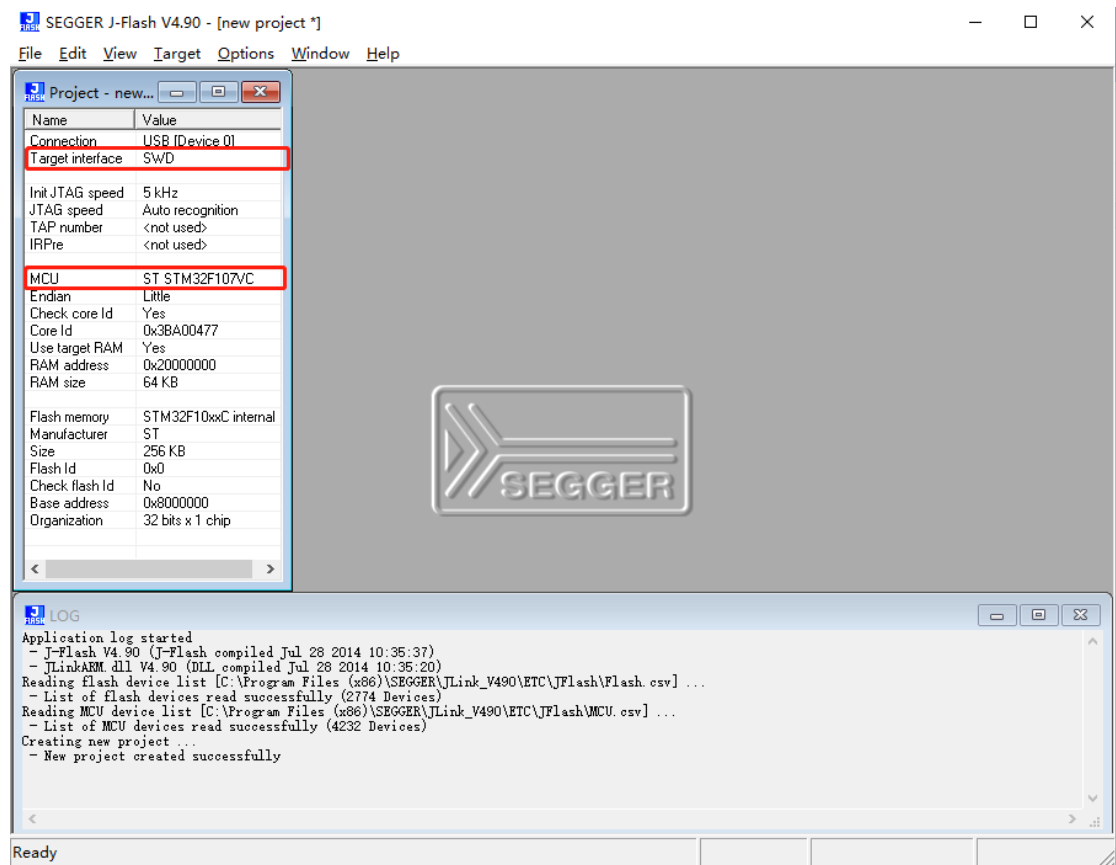 SEGGER J-Flash V4.90 - [new project *]
File Edit View Target Options Window Help
Project - new...
Name Value
Connection USB [Device 0]
Target interface SWD
Init JTAG speed 5 kHz
JTAG speed Auto recognition
TAP number <not used>
IRPre <not used>
MCU ST STM32F107VC
Endian Little
Check core Id Yes
Core Id 0x3BA00477
Use target RAM Yes
RAM address 0x20000000
RAM size 64 KB
Flash memory STM32F10xxC internal
Manufacturer ST
Size 256 KB
Flash Id 0x0
Check flash Id No
Base address 0x8000000
Organization 32 bits x 1 chip
SEGGER
LOG
Application log started
- J-Flash V4.90 (J-Flash compiled Jul 28 2014 10:35:37)
- JLinkARM.dll V4.90 (DLL compiled Jul 28 2014 10:35:20)
Reading flash device list [C:\Program Files (x86)\SEGGER\JLink_V490\ETC\JFlash\Flash.csv] ...
- List of flash devices read successfully (2774 Devices)
Reading MCU device list [C:\Program Files (x86)\SEGGER\JLink_V490\ETC\JFlash\MCU.csv] ...
- List of MCU devices read successfully (4232 Devices)
Creating new project ...
- New project created successfully
Ready